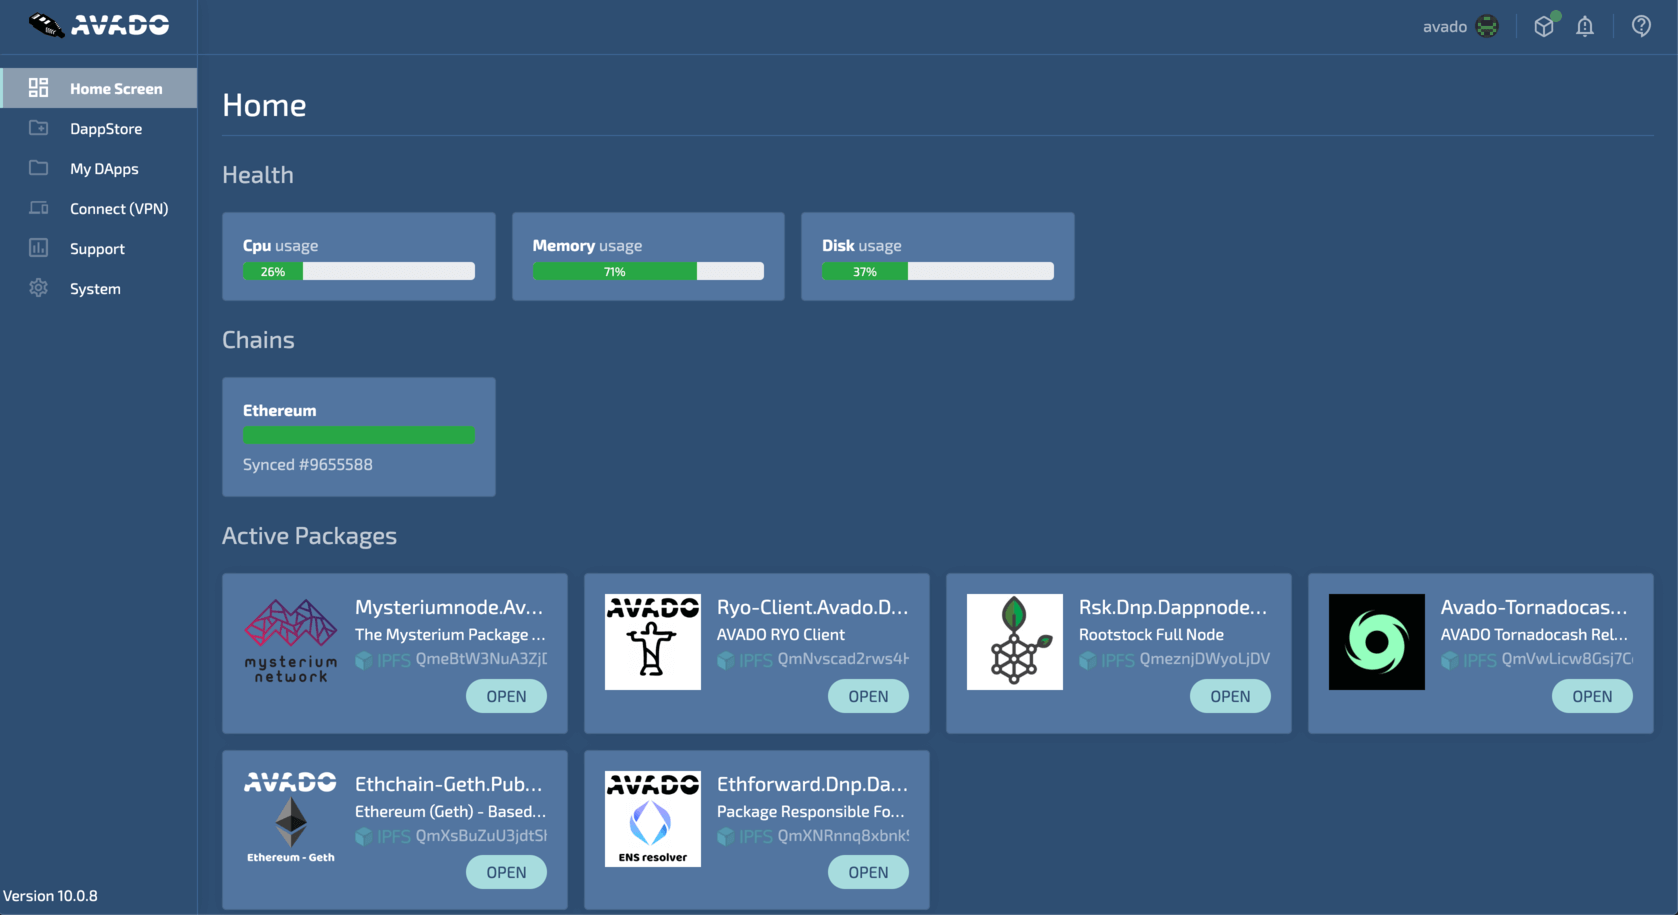 AVADO
avado
Home Screen
DappStore
My DApps
Connect (VPN)
Support
System
Version 10.0.8
Home
Health
Cpu usage
26%
Memory usage
71%
Disk usage
37%
Chains
Ethereum
Synced #9655588
Active Packages
mysterium
network
Mysteriumnode.Av...
The Mysterium Package ...
IPFS QmeBtW3NuA3Zj
OPEN
AVADO
Ryo-Client.Avado.D...
AVADO RYO Client
IPFS QmNvscad2rws4
OPEN
Rsk.Dnp.Dappnode...
Rootstock Full Node
IPFS QmeznjDWyoLjDV
OPEN
Avado-Tornadocas...
AVADO Tornadocash Rel...
IPFS QmVwLicw8Gsj7C
OPEN
AVADO
Ethereum - Geth
Ethchain-Geth.Pub...
Ethereum (Geth) - Based...
IPFS QmXsBuZuU3jdtS
OPEN
AVADO
ENS resolver
Ethforward.Dnp.Da...
Package Responsible Fo...
IPFS QmXNRnnq8xbnk
OPEN